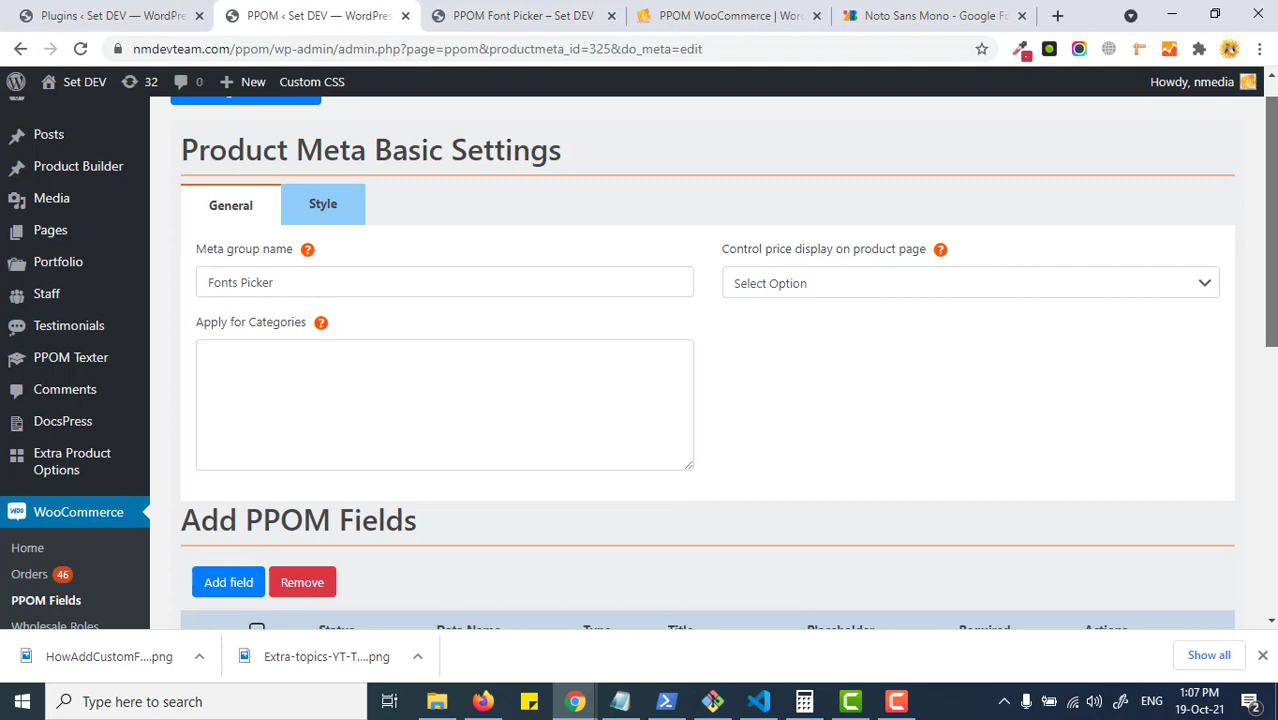 Plugins ‹ Set DEV — WordPre
PPOM ‹ Set DEV — WordPres
PPOM Font Picker – Set DEV
PPOM WooCommerce | Wor
Noto Sans Mono - Google Fo
nmdevteam.com/ppom/wp-admin/admin.php?page=ppom&productmeta_id=325&do_meta=edit
Set DEV
32
0
New
Custom CSS
Howdy, nmedia
Posts
Product Builder
Media
Pages
Portfolio
Staff
Testimonials
PPOM Texter
Comments
DocsPress
Extra Product
Options
WooCommerce
Home
Orders 46
PPOM Fields
Wholesale Roles
Product Meta Basic Settings
General
Style
Meta group name ?
Control price display on product page ?
Fonts Picker
Select Option
Apply for Categories ?
Add PPOM Fields
Add field
Remove
Status
Data Name
Type
Title
Placeholder
Required
Actions
HowAddCustomF....png
Extra-topics-YT-T....png
Show all
Type here to search
ENG
1:07 PM
19-Oct-21
2